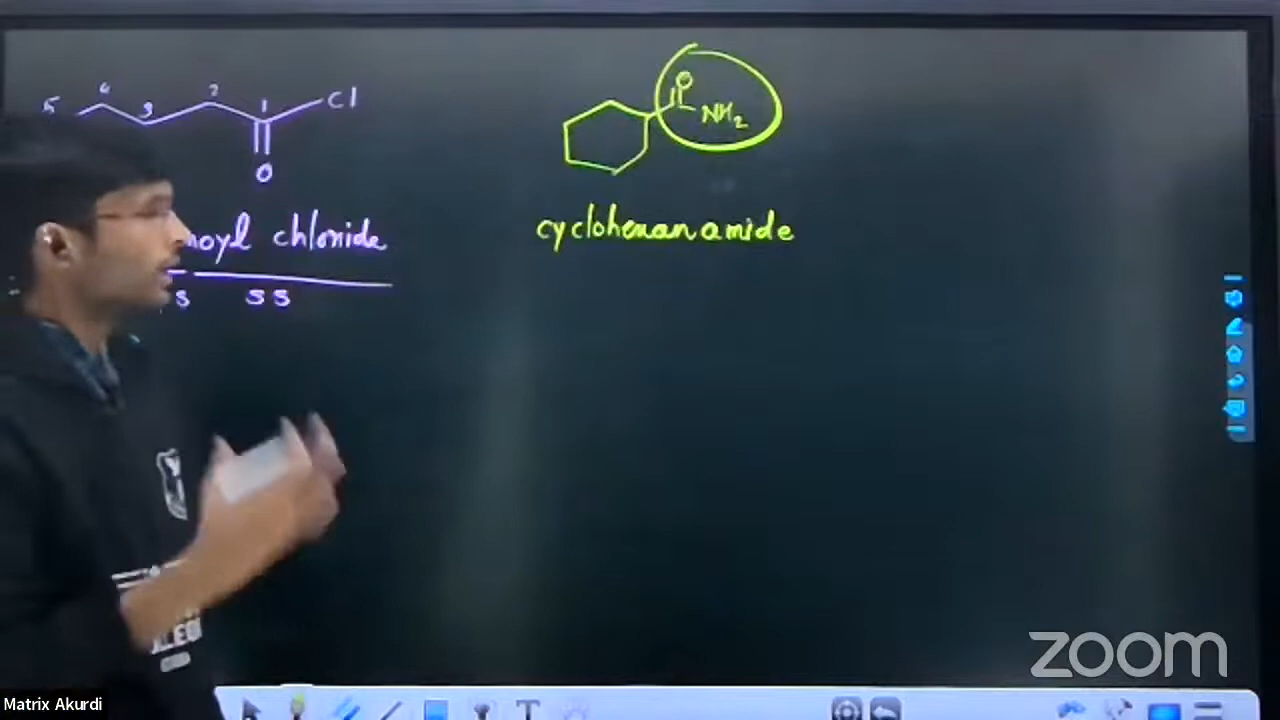 5 4 3 2 1 Cl
O
O
NH2
noyl chloride
cyclohexanamide
s ss
zoom
Matrix Akurdi
T